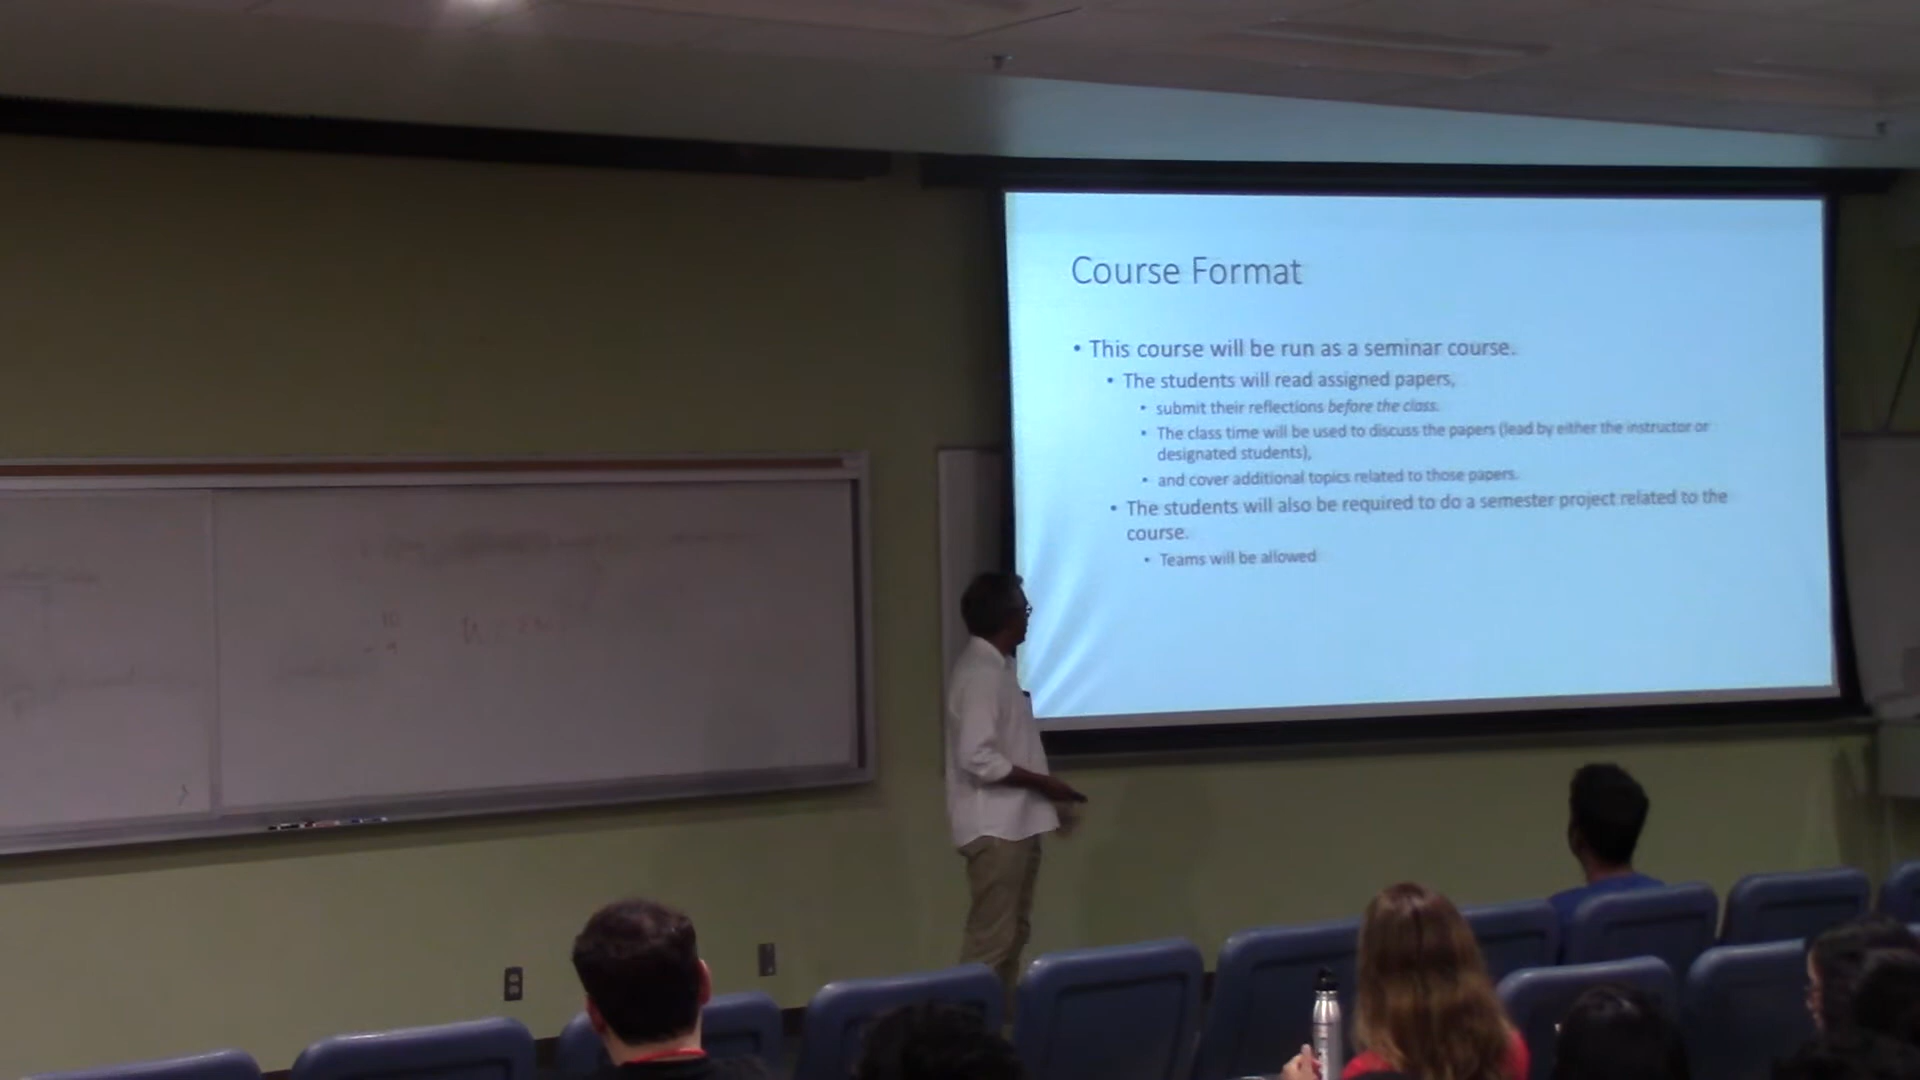 Course Format
• This course will be run as a seminar course.
• The students will read assigned papers,
• submit their reflections before the class.
• The class time will be used to discuss the papers (lead by either the instructor or
designated students),
• and cover additional topics related to those papers.
• The students will also be required to do a semester project related to the
course.
• Teams will be allowed